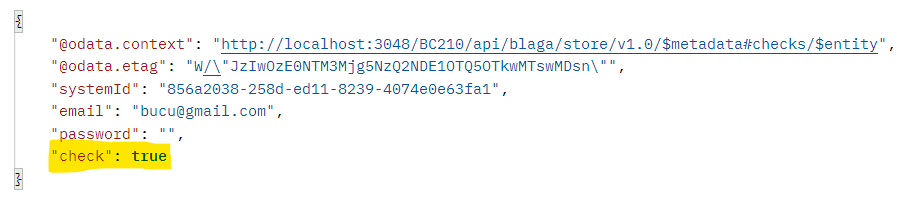 {
"@odata.context": "http://localhost:3048/BC210/api/blaga/store/v1.0/$metadata#checks/$entity",
"@odata.etag": "W/\"JzIwOzE0NTM3Mjg5NzQ2NDE1OTQ5OTkwMTswMDsn\"",
"systemId": "856a2038-258d-ed11-8239-4074e0e63fa1",
"email": "bucu@gmail.com",
"password": "",
"check": true
}